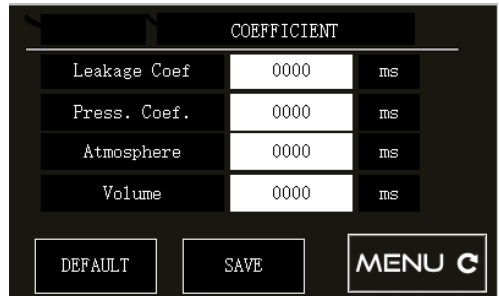 COEFFICIENT
Leakage Coef 0000 ms
Press. Coef. 0000 ms
Atmosphere 0000 ms
Volume 0000 ms
DEFAULT SAVE MENU